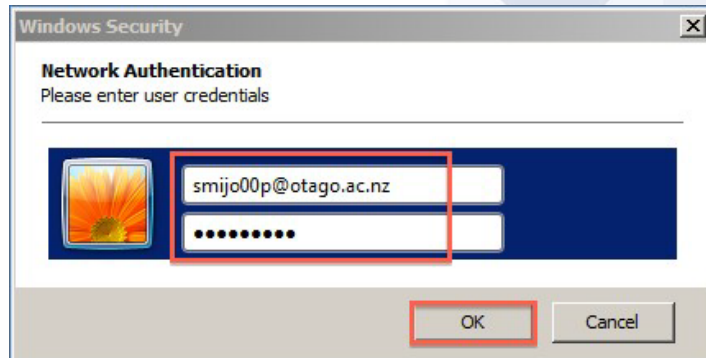 Windows Security
Network Authentication
Please enter user credentials
smijo00p@otago.ac.nz
•••••••••
OK
Cancel